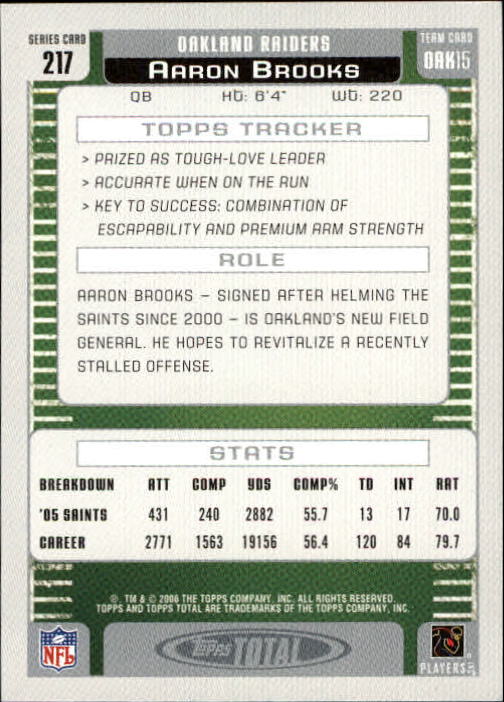 SERIES CARD
217
OAKLAND RAIDERS
TEAM CARD
OAK15
AARON BROOKS
QB Ht: 6'4" Wt: 220
TOPPS TRACKER
> PRIZED AS TOUGH-LOVE LEADER
> ACCURATE WHEN ON THE RUN
> KEY TO SUCCESS: COMBINATION OF
ESCAPABILITY AND PREMIUM ARM STRENGTH
ROLE
AARON BROOKS – SIGNED AFTER HELMING THE
SAINTS SINCE 2000 – IS OAKLAND'S NEW FIELD
GENERAL. HE HOPES TO REVITALIZE A RECENTLY
STALLED OFFENSE.
STATS
BREAKDOWN ATT COMP YDS COMP% TD INT RAT
'05 SAINTS 431 240 2882 55.7 13 17 70.0
CAREER 2771 1563 19156 56.4 120 84 79.7
®, TM & © 2006 THE TOPPS COMPANY, INC. ALL RIGHTS RESERVED.
TOPPS AND TOPPS TOTAL ARE TRADEMARKS OF THE TOPPS COMPANY, INC.
NFL
TOPPS TOTAL
PLAYERS